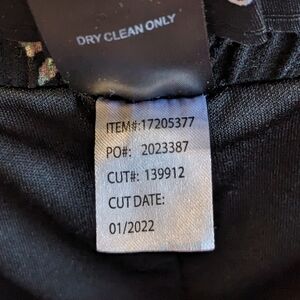 DRY CLEAN ONLY
ITEM#:17205377
PO#: 2023387
CUT#: 139912
CUT DATE:
01/2022